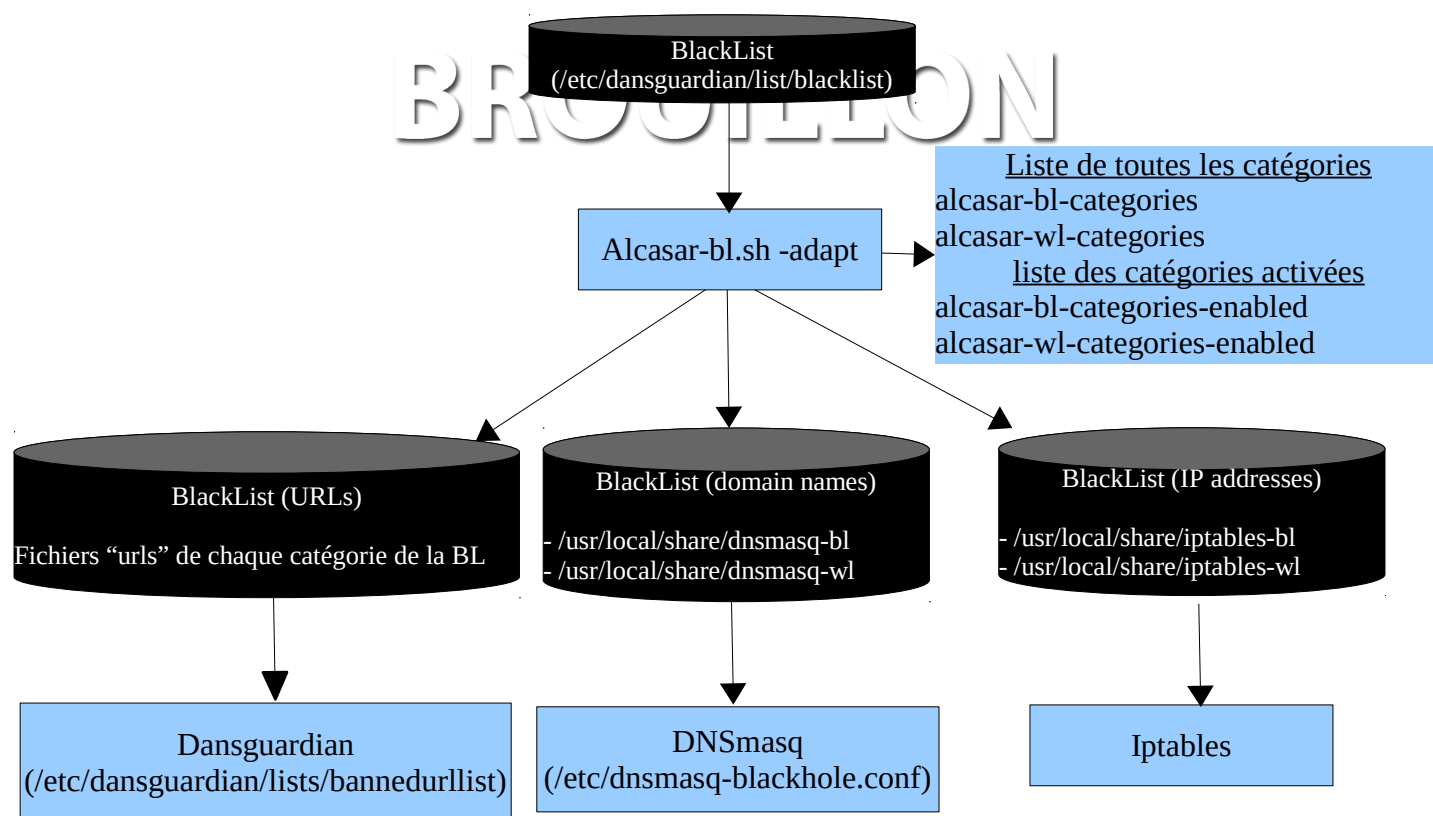 BlackList
(/etc/dansguardian/list/blacklist)
BROUILLON
Liste de toutes les catégories
alcasar-bl-categories
alcasar-wl-categories
liste des catégories activées
alcasar-bl-categories-enabled
alcasar-wl-categories-enabled
Alcasar-bl.sh -adapt
BlackList (URLs)
Fichiers “urls” de chaque catégorie de la BL
BlackList (domain names)
- /usr/local/share/dnsmasq-bl
- /usr/local/share/dnsmasq-wl
BlackList (IP addresses)
- /usr/local/share/iptables-bl
- /usr/local/share/iptables-wl
Dansguardian
(/etc/dansguardian/lists/bannedurllist)
DNSmasq
(/etc/dnsmasq-blackhole.conf)
Iptables